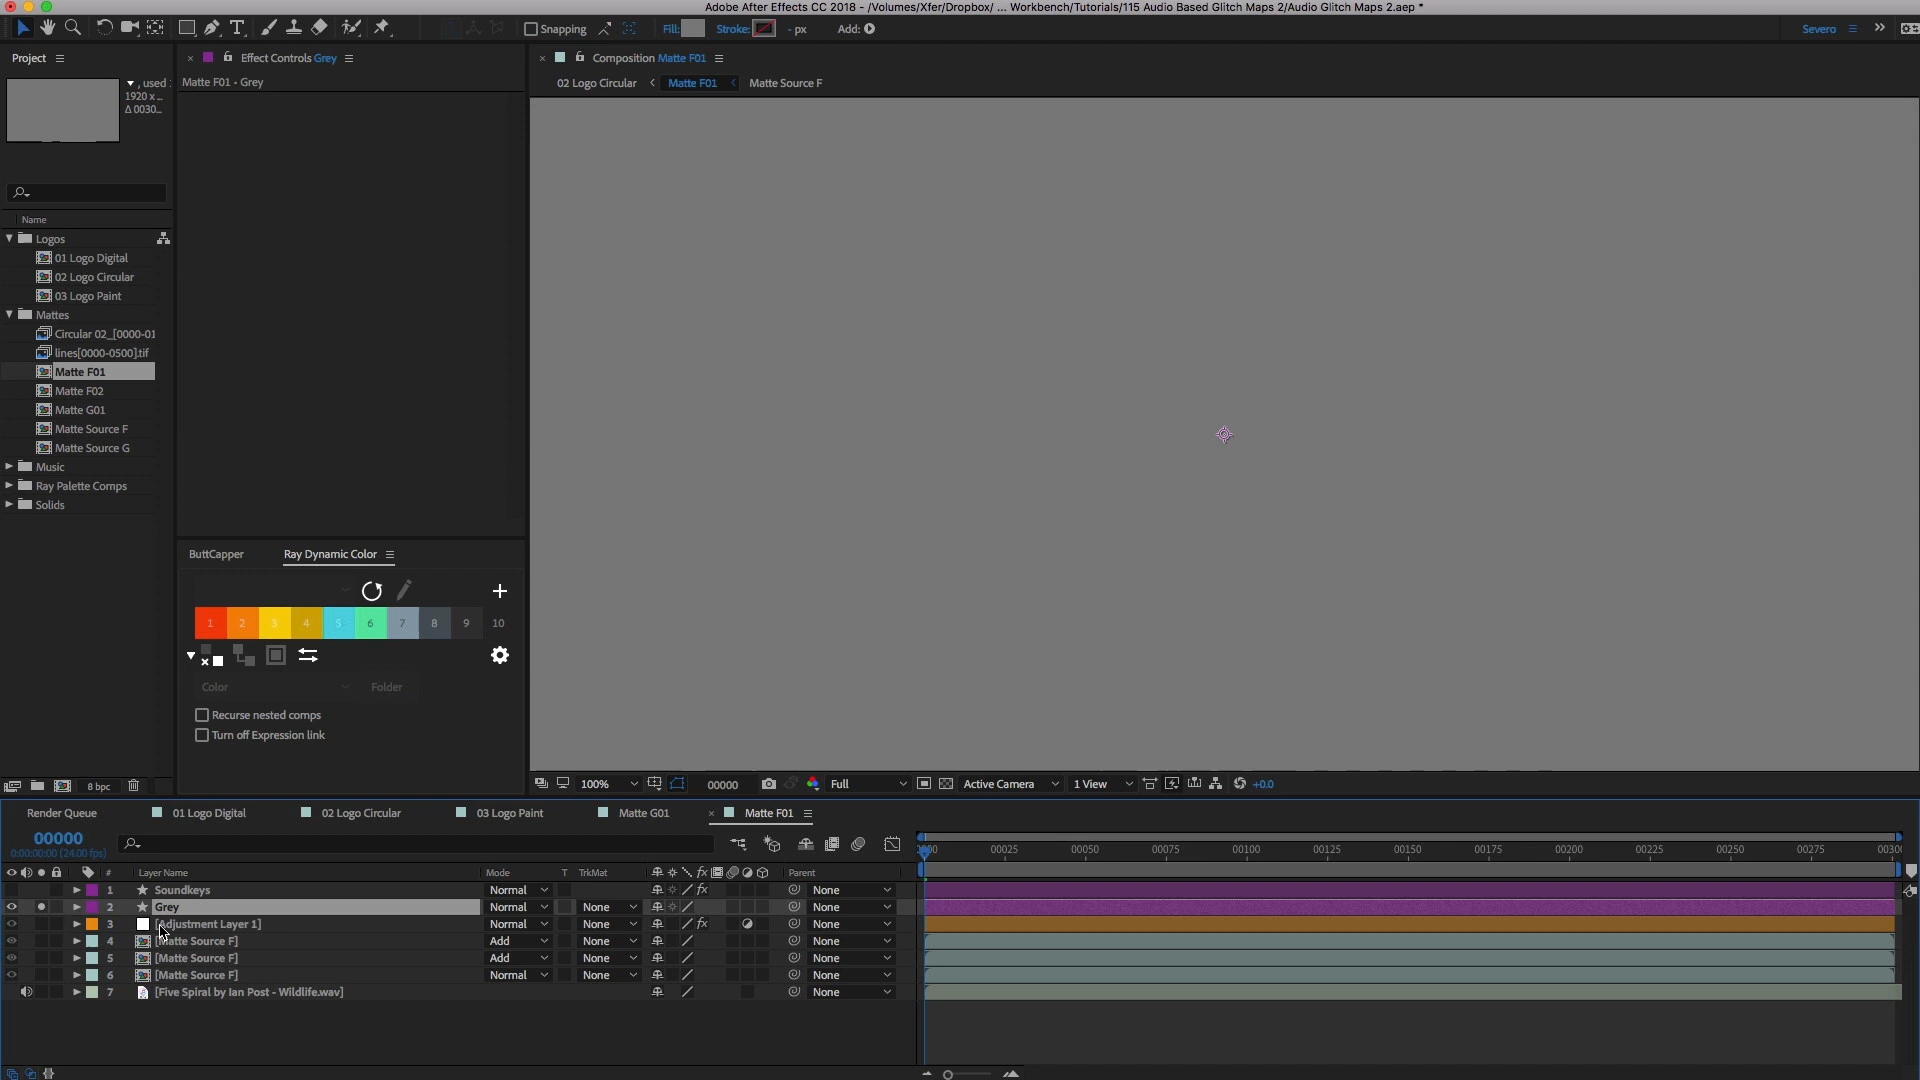 Adobe After Effects CC 2018 - /Volumes/Xfer/Dropbox/ ... Workbench/Tutorials/115 Audio Based Glitch Maps 2/Audio Glitch Maps 2.aep *
Snapping Fill: Stroke: - px Add: Severo
Project Effect Controls Grey Composition Matte F01
, used
1920 x ...
Δ 0030...
Matte F01 - Grey
02 Logo Circular Matte F01 Matte Source F
Name
Logos
01 Logo Digital
02 Logo Circular
03 Logo Paint
Mattes
Circular 02_[0000-01
lines[0000-0500].tif
Matte F01
Matte F02
Matte G01
Matte Source F
Matte Source G
Music
Ray Palette Comps
Solids
ButtCapper Ray Dynamic Color
1 2 3 4 5 6 7 8 9 10
Color Folder
Recurse nested comps
Turn off Expression link
8 bpc
100% 00000 Full Active Camera 1 View +0.0
Render Queue 01 Logo Digital 02 Logo Circular 03 Logo Paint Matte G01 Matte F01
00000
0:00:00:00 (24.00 fps)
00025 00050 00075 00100 00125 00150 00175 00200 00225 00250 00275
# Layer Name Mode T TrkMat Parent
1 Soundkeys Normal None
2 Grey Normal None None
3 [Adjustment Layer 1] Normal None None
4 [Matte Source F] Add None None
5 [Matte Source F] Add None None
6 [Matte Source F] Normal None None
7 [Five Spiral by Ian Post - Wildlife.wav] None